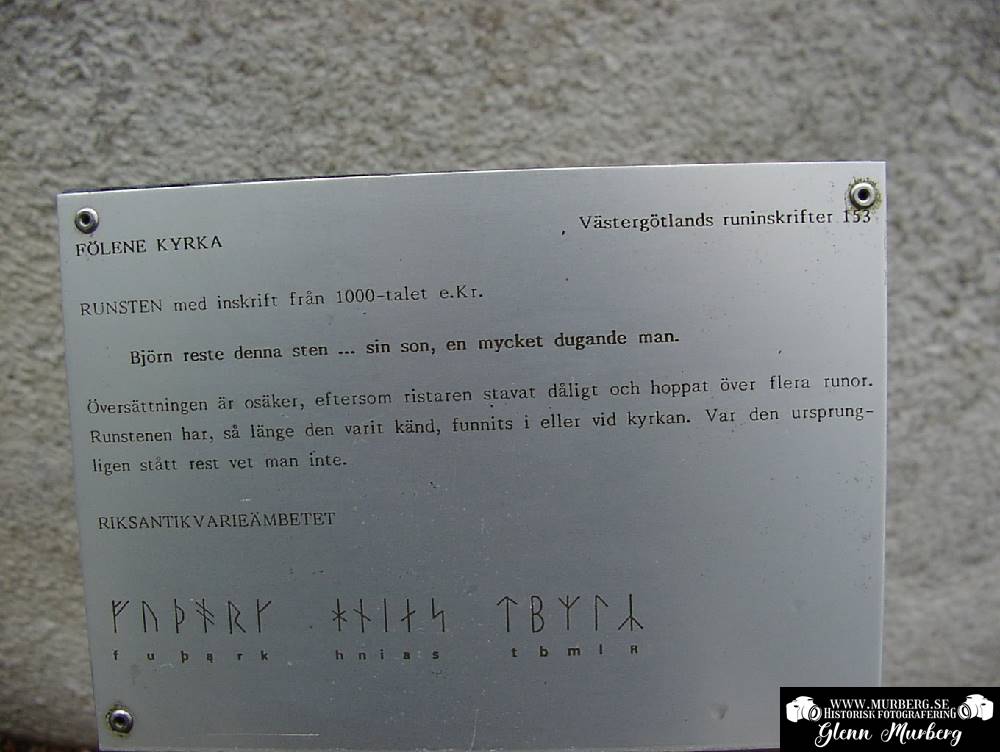 FÖLENE KYRKA
Västergötlands runinskrifter 153
RUNSTEN med inskrift från 1000-talet e.Kr.
Björn reste denna sten ... sin son, en mycket dugande man.
Översättningen är osäker, eftersom ristaren stavat dåligt och hoppat över flera runor.
Runstenen har, så länge den varit känd, funnits i eller vid kyrkan. Var den ursprung-
ligen stått rest vet man inte.
RIKSANTIKVARIEÄMBETET
ᚠ ᚢ ᚦ ᚬ ᚱ ᚴ ᚼ ᚾ ᛁ ᛅ ᛋ ᛏ ᛒ ᛘ ᛚ ᛦ
f u þ ą r k h n i a s t b m l ʀ
WWW.MURBERG.SE
HISTORISK FOTOGRAFERING
Glenn Murberg